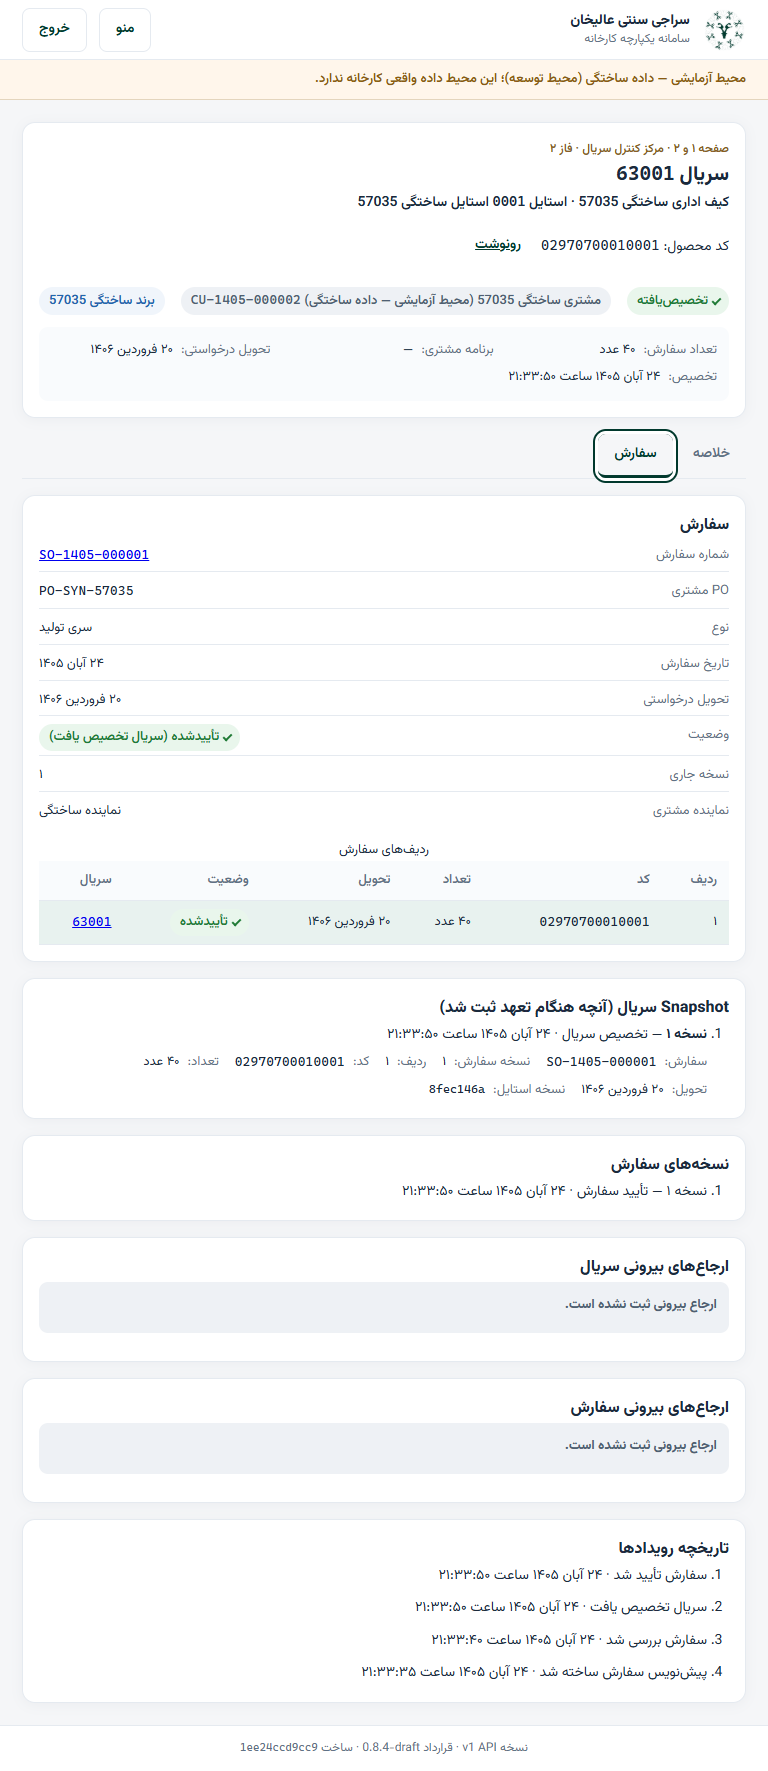 سراجی سنتی عالیخان
سامانه یکپارچه کارخانه
منو
خروج
محیط آزمایشی — داده ساختگی (محیط توسعه)؛ این محیط داده واقعی کارخانه ندارد.
صفحه ۱ و ۲ · مرکز کنترل سریال · فاز ۲
سریال 63001
کیف اداری ساختگی 57035 · استایل 0001 استایل ساختگی 57035
کد محصول: 02970700010001 رونوشت
✓ تخصیص‌یافته
مشتری ساختگی 57035 (محیط آزمایشی — داده ساختگی) CU-1405-000002
برند ساختگی 57035
تعداد سفارش: ۴۰ عدد
برنامه مشتری: —
تحویل درخواستی: ۲۰ فروردین ۱۴۰۶
تخصیص: ۲۴ آبان ۱۴۰۵ ساعت ۲۱:۳۳:۵۰
خلاصه
سفارش
سفارش
شماره سفارش SO-1405-000001
PO مشتری PO-SYN-57035
نوع سری تولید
تاریخ سفارش ۲۴ آبان ۱۴۰۵
تحویل درخواستی ۲۰ فروردین ۱۴۰۶
وضعیت ✓ تأییدشده (سریال تخصیص یافت)
نسخه جاری ۱
نماینده مشتری نماینده ساختگی
ردیف‌های سفارش
ردیف کد تعداد تحویل وضعیت سریال
۱ 02970700010001 ۴۰ عدد ۲۰ فروردین ۱۴۰۶ ✓ تأییدشده 63001
Snapshot سریال (آنچه هنگام تعهد ثبت شد)
1. نسخه ۱ — تخصیص سریال · ۲۴ آبان ۱۴۰۵ ساعت ۲۱:۳۳:۵۰
سفارش: SO-1405-000001 نسخه سفارش: ۱ ردیف: ۱ کد: 02970700010001 تعداد: ۴۰ عدد
تحویل: ۲۰ فروردین ۱۴۰۶ نسخه استایل: 8fec146a
نسخه‌های سفارش
1. نسخه ۱ — تأیید سفارش · ۲۴ آبان ۱۴۰۵ ساعت ۲۱:۳۳:۵۰
ارجاع‌های بیرونی سریال
ارجاع بیرونی ثبت نشده است.
ارجاع‌های بیرونی سفارش
ارجاع بیرونی ثبت نشده است.
تاریخچه رویدادها
1. سفارش تأیید شد · ۲۴ آبان ۱۴۰۵ ساعت ۲۱:۳۳:۵۰
2. سریال تخصیص یافت · ۲۴ آبان ۱۴۰۵ ساعت ۲۱:۳۳:۵۰
3. سفارش بررسی شد · ۲۴ آبان ۱۴۰۵ ساعت ۲۱:۳۳:۴۰
4. پیش‌نویس سفارش ساخته شد · ۲۴ آبان ۱۴۰۵ ساعت ۲۱:۳۳:۳۵
نسخه v1 API · قرارداد 0.8.4-draft · ساخت 1ee24ccd9cc9